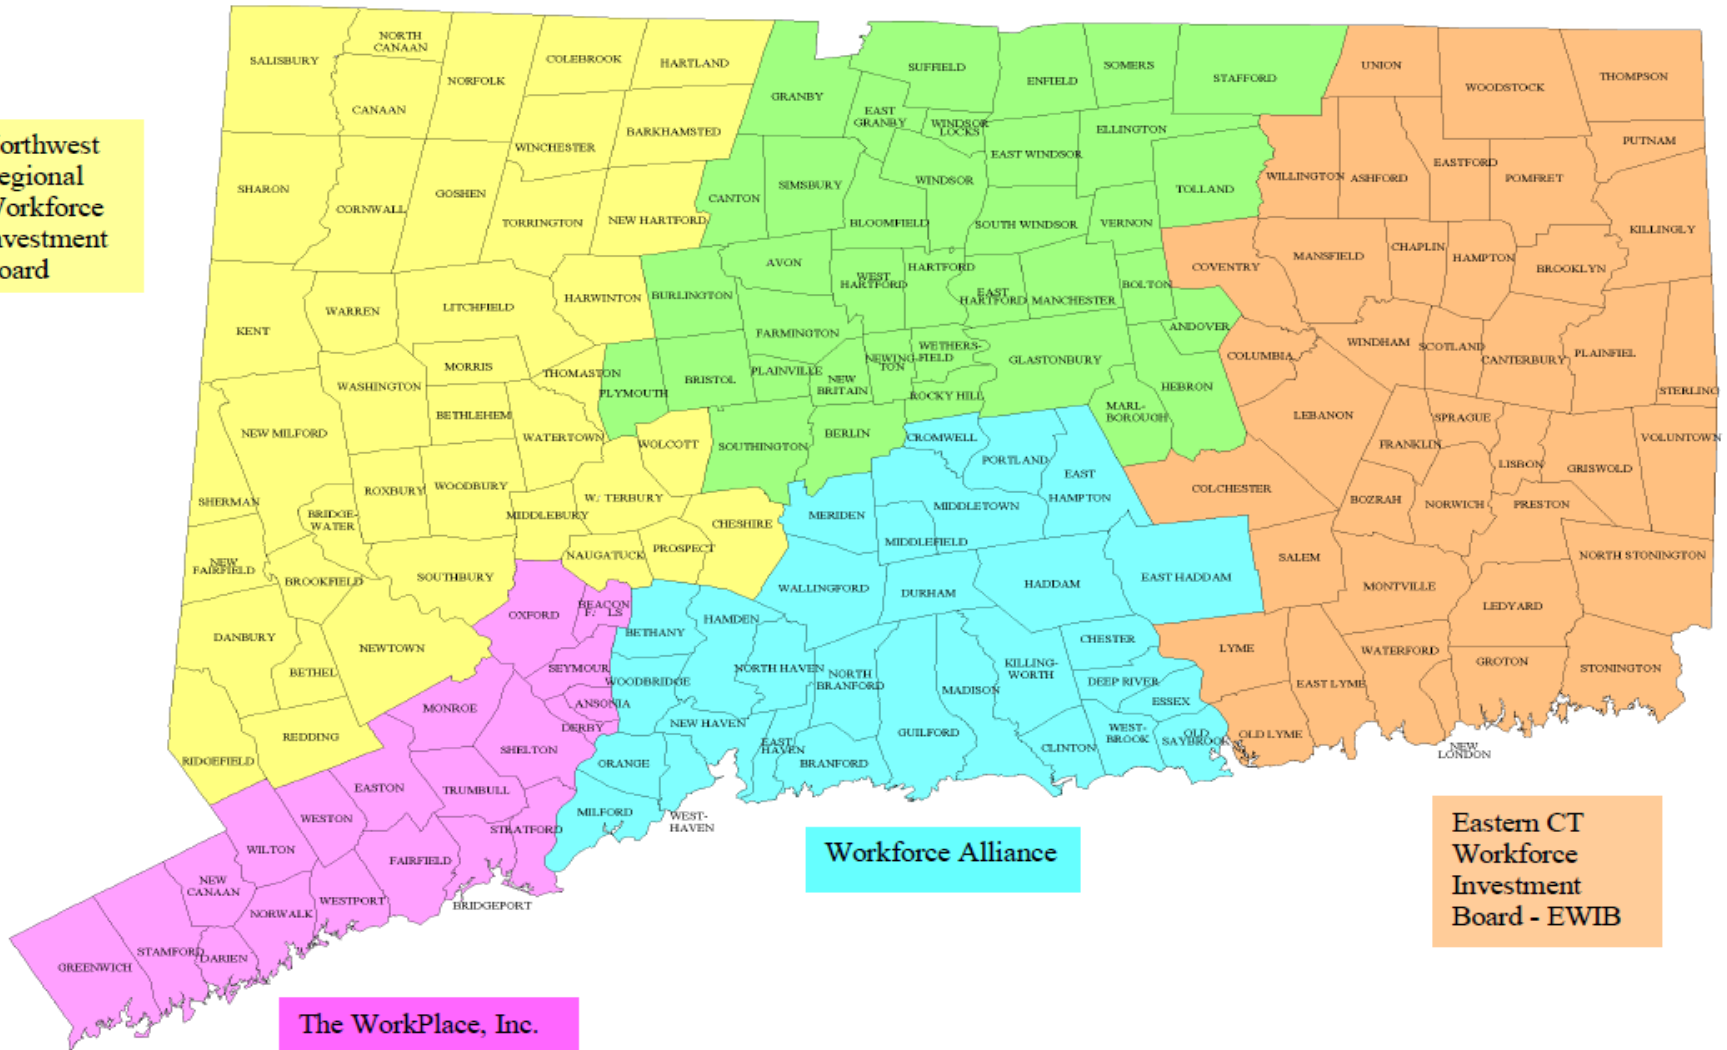 NORTH
CANAAN
SALISBURY
COLEBROOK
HARTLAND
NORFOLK
CANAAN
SUFFIELD
ENFIELD
SOMERS
STAFFORD
UNION
WOODSTOCK
THOMPSON
GRANBY
EAST
GRANBY
WINDSOR
LOCKS
ELLINGTON
BARKHAMSTED
WINCHESTER
EAST WINDSOR
PUTNAM
EASTFORD
orthwest
egional
Workforce
nvestment
oard
SHARON
CORNWALL
GOSHEN
TORRINGTON
NEW HARTFORD
CANTON
SIMSBURY
WINDSOR
BLOOMFIELD
SOUTH WINDSOR
VERNON
TOLLAND
WILLINGTON
ASHFORD
POMFRET
KILLINGLY
AVON
WEST
HARTFORD
HARTFORD
EAST
HARTFORD
MANCHESTER
BOLTON
COVENTRY
MANSFIELD
CHAPLIN
HAMPTON
BROOKLYN
KENT
WARREN
LITCHFIELD
HARWINTON
BURLINGTON
FARMINGTON
ANDOVER
WASHINGTON
MORRIS
THOMASTON
PLYMOUTH
BRISTOL
PLAINVILLE
NEW
BRITAIN
NEWING-
TON
WETHERS-
FIELD
ROCKY HILL
GLASTONBURY
HEBRON
MARL-
BOROUGH
COLUMBIA
WINDHAM
SCOTLAND
CANTERBURY
PLAINFIEL
STERLING
NEW MILFORD
BETHLEHEM
WATERTOWN
WOLCOTT
SOUTHINGTON
BERLIN
CROMWELL
PORTLAND
EAST
HAMPTON
LEBANON
FRANKLIN
SPRAGUE
LISBON
GRISWOLD
VOLUNTOWN
SHERMAN
BRIDGE-
WATER
ROXBURY
WOODBURY
MIDDLEBURY
W/ TERBURY
CHESHIRE
MERIDEN
MIDDLETOWN
MIDDLEFIELD
COLCHESTER
BOZRAH
NORWICH
PRESTON
NEW
FAIRFIELD
BROOKFIELD
SOUTHBURY
NAUGATUCK
PROSPECT
WALLINGFORD
DURHAM
HADDAM
EAST HADDAM
SALEM
MONTVILLE
NORTH STONINGTON
LEDYARD
DANBURY
BETHEL
NEWTOWN
OXFORD
BEACON
F/ LS
BETHANY
HAMDEN
CHESTER
LYME
WATERFORD
GROTON
STONINGTON
SEYMOUR
WOODBRIDGE
NORTH HAVEN
NORTH
BRANFORD
MADISON
KILLING-
WORTH
DEEP RIVER
ESSEX
EAST LYME
REDDING
RIDGEFIELD
MONROE
ANSONIA
DERBY
SHELTON
NEW HAVEN
EAST
HAVEN
BRANFORD
GUILFORD
CLINTON
WEST-
BROOK
OLD
SAYBROOK
OLD LYME
NEW
LONDON
WESTON
EASTON
TRUMBULL
ORANGE
MILFORD
WEST-
HAVEN
WILTON
FAIRFIELD
STRATFORD
BRIDGEPORT
NEW
CANAAN
NORWALK
WESTPORT
GREENWICH
STAMFORD
DARIEN
Workforce Alliance
Eastern CT
Workforce
Investment
Board - EWIB
The WorkPlace, Inc.